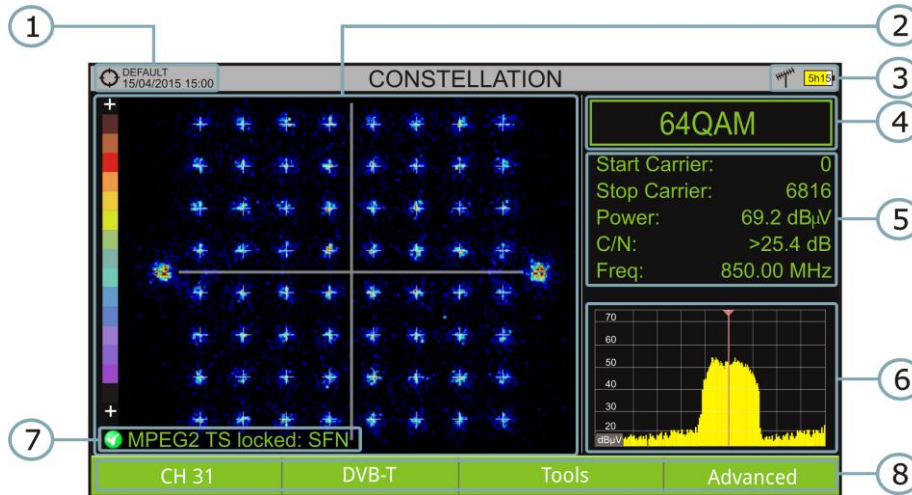 1
2
3
4
5
6
7
8
DEFAULT
15/04/2015 15:00
CONSTELLATION
5h15
+
+
64QAM
Start Carrier: 0
Stop Carrier: 6816
Power: 69.2 dBµV
C/N: >25.4 dB
Freq: 850.00 MHz
70
60
50
40
30
20
dBµV
MPEG2 TS locked: SFN
CH 31
DVB-T
Tools
Advanced